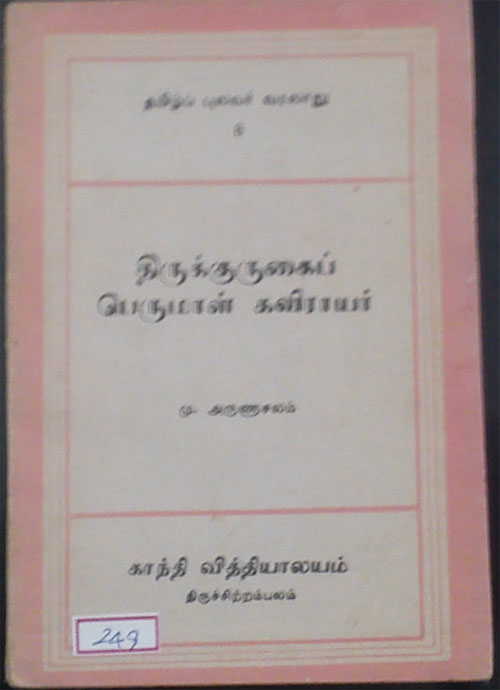 தமிழ்ப் புலவர் வரலாறு
திருக்குருகைப்
பெருமாள் கவிராயர்
மு. அருணாசலம்
காந்தி வித்தியாலயம்
திருச்சிற்றம்பலம்
249